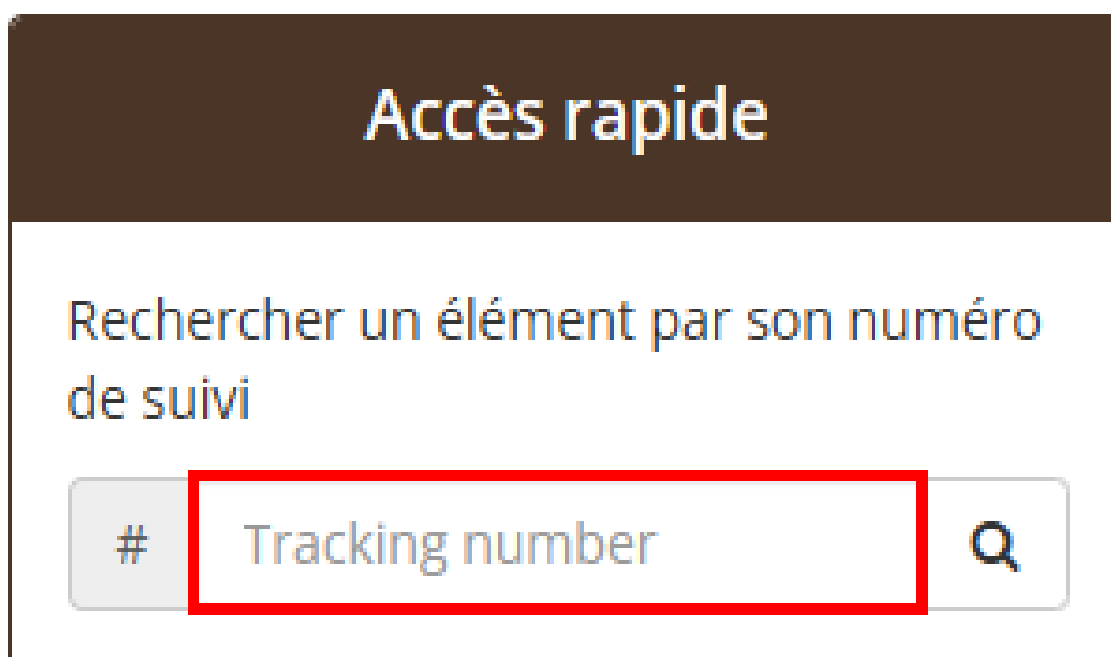 Accès rapide
Rechercher un élément par son numéro
de suivi
# Tracking number